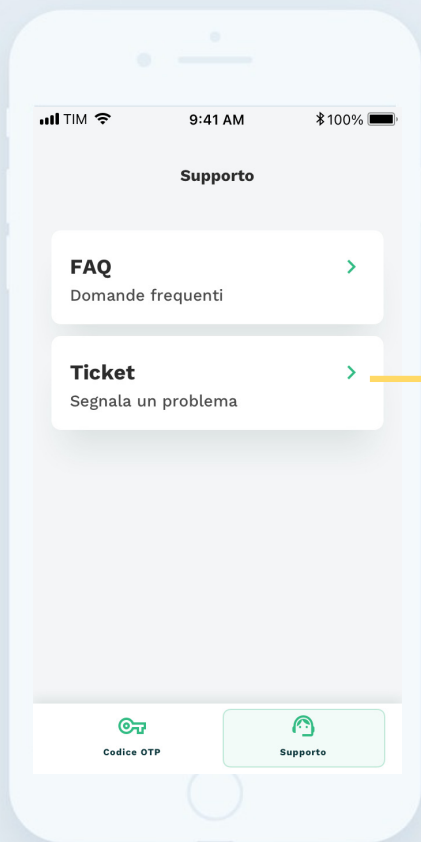 TIM 9:41 AM 100%
Supporto
FAQ
Domande frequenti
Ticket
Segnala un problema
Codice OTP Supporto